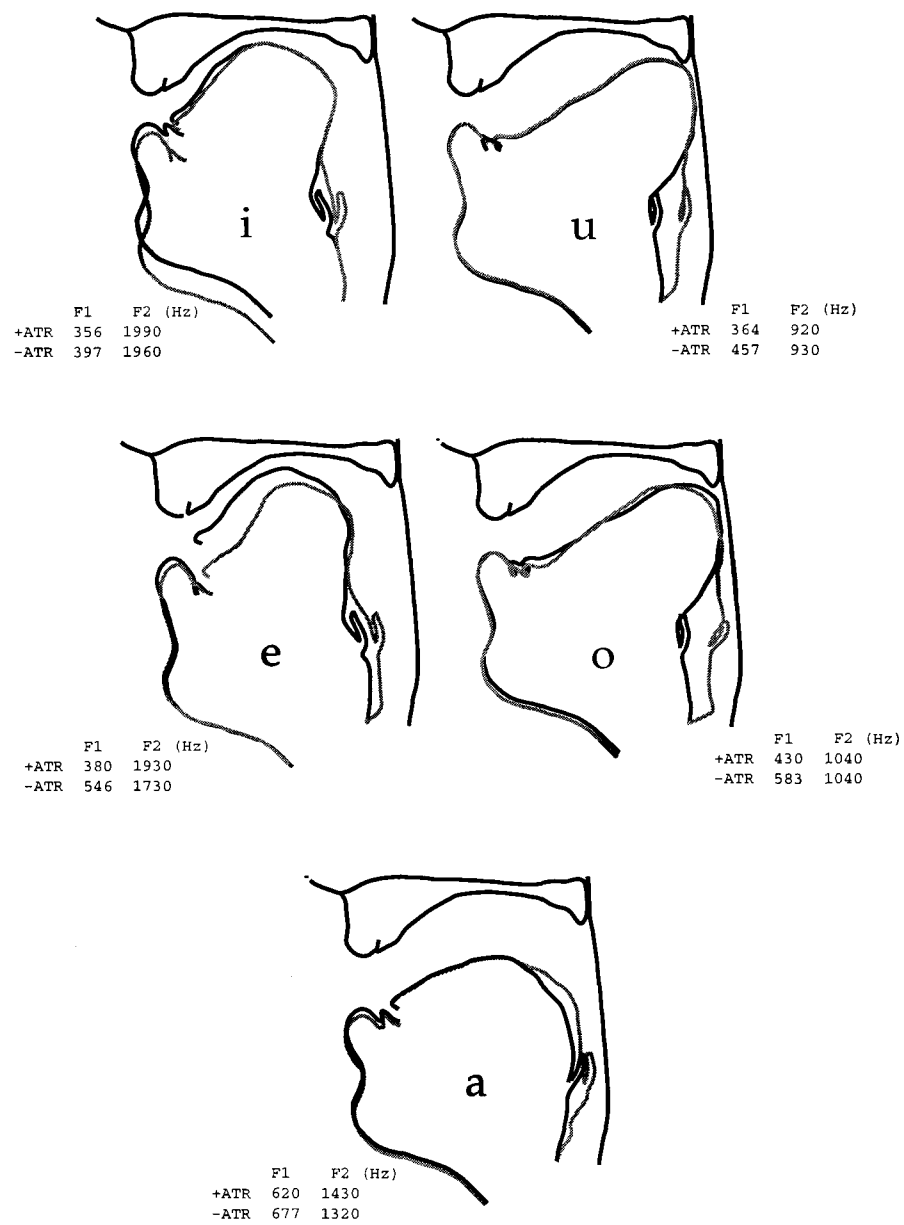 i
u
F1 F2 (Hz)
+ATR 356 1990
-ATR 397 1960
F1 F2 (Hz)
+ATR 364 920
-ATR 457 930
e
o
F1 F2 (Hz)
+ATR 380 1930
-ATR 546 1730
F1 F2 (Hz)
+ATR 430 1040
-ATR 583 1040
a
F1 F2 (Hz)
+ATR 620 1430
-ATR 677 1320